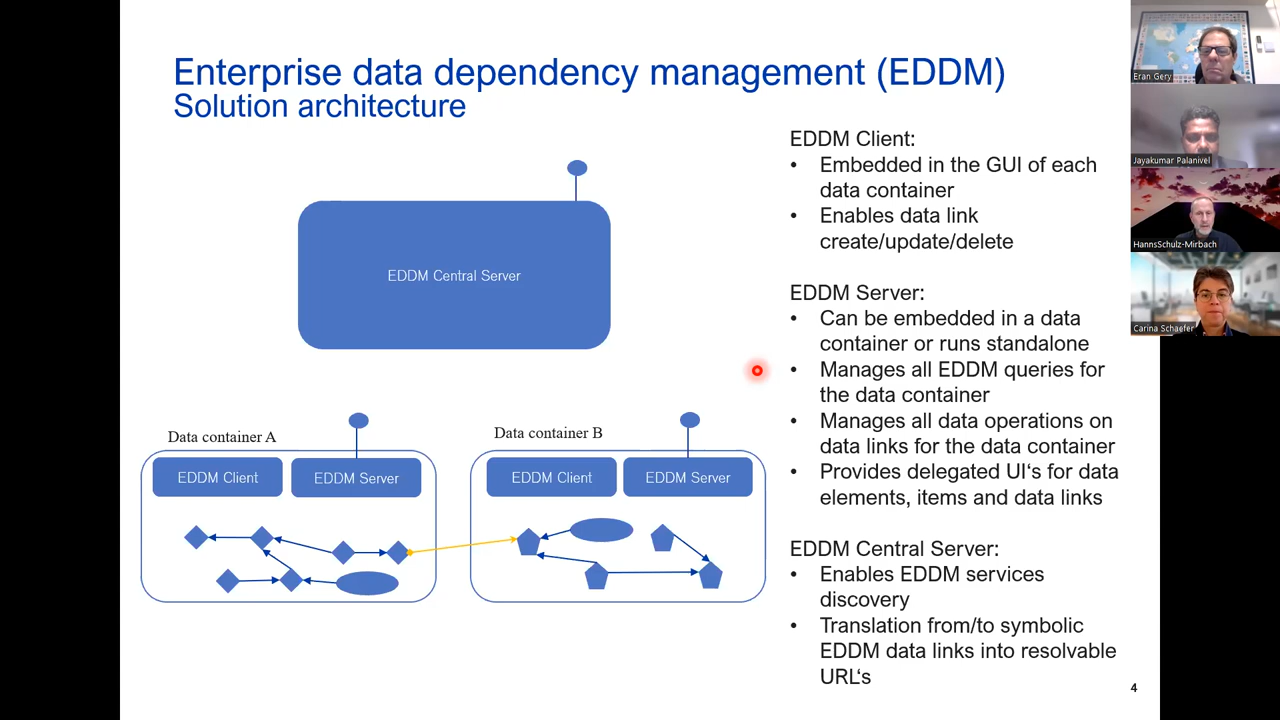 Enterprise data dependency management (EDDM)
Solution architecture
EDDM Central Server
Data container A
EDDM Client
EDDM Server
Data container B
EDDM Client
EDDM Server
EDDM Client:
• Embedded in the GUI of each
data container
• Enables data link
create/update/delete
EDDM Server:
• Can be embedded in a data
container or runs standalone
• Manages all EDDM queries for
the data container
• Manages all data operations on
data links for the data container
• Provides delegated UI‘s for data
elements, items and data links
EDDM Central Server:
• Enables EDDM services
discovery
• Translation from/to symbolic
EDDM data links into resolvable
URL‘s
4
Eran Gery
Jayakumar Palanivel
HannsSchulz-Mirbach
Carina Schaefer